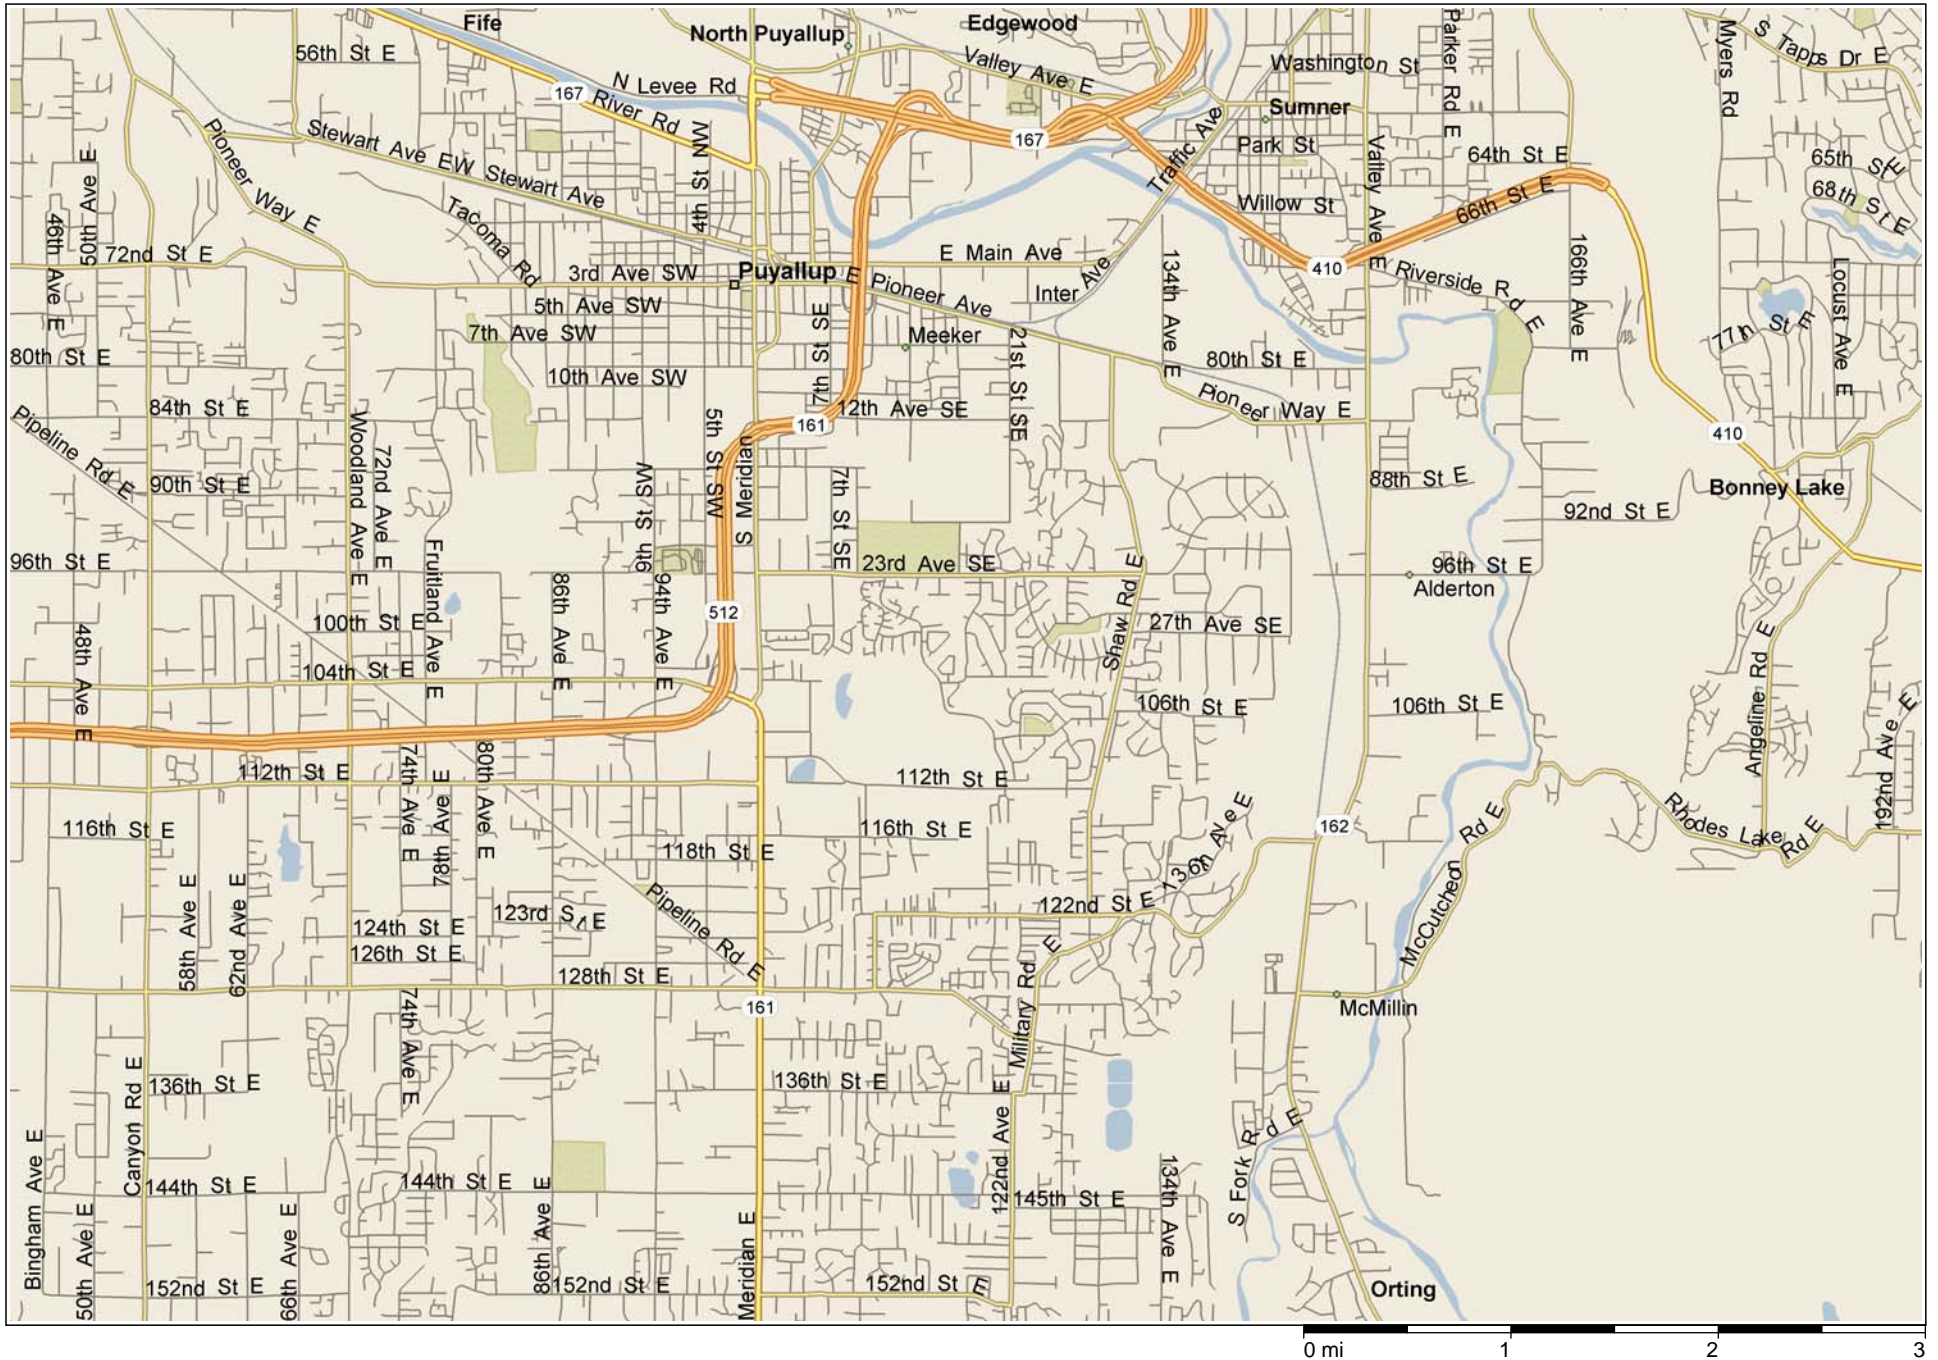 Fife
North Puyallup
Edgewood
56th St E
N Levee Rd
167
River Rd
Valley Ave E
Washington St
Parker Rd E
Myers Rd
S Tapps Dr E
Sumner
Pioneer Way E
Stewart Ave E
W Stewart Ave
4th St NW
167
Traffic Ave
Park St
Valley Ave E
64th St E
65th St E
68th St E
46th Ave E
50th Ave E
72nd St E
Tacoma Rd
3rd Ave SW
Puyallup
E Pioneer Ave
E Main Ave
Inter Ave
Willow St
66th St E
410
Riverside Rd E
166th Ave E
134th Ave E
Locust Ave E
77th St E
5th Ave SW
7th Ave SW
Meeker
7th St SE
21st St SE
80th St E
80th St E
10th Ave SW
84th St E
12th Ave SE
161
Pioneer Way E
410
Pipeline Rd E
Woodland Ave E
72nd Ave E
5th St SW
S Meridian
9th St SW
7th St SE
90th St E
88th St E
Bonney Lake
92nd St E
96th St E
Fruitland Ave E
86th Ave E
94th Ave E
23rd Ave SE
Shaw Rd E
96th St E
Alderton
48th Ave E
100th St E
512
27th Ave SE
104th St E
106th St E
106th St E
Angeline Rd E
192nd Ave E
112th St E
74th Ave E
78th Ave E
80th Ave E
112th St E
116th St E
118th St E
116th St E
136th Ave E
162
McCutcheon Rd E
Rhodes Lake Rd E
58th Ave E
62nd Ave E
123rd St E
124th St E
126th St E
Pipeline Rd E
122nd St E
128th St E
Military Rd E
161
McMillin
74th Ave E
Canyon Rd E
136th St E
136th St E
122nd Ave E
S Fork Rd E
Bingham Ave E
144th St E
144th St E
86th Ave E
145th St E
134th Ave E
50th Ave E
66th Ave E
Meridian E
152nd St E
152nd St E
152nd St E
Orting
0 mi 1 2 3